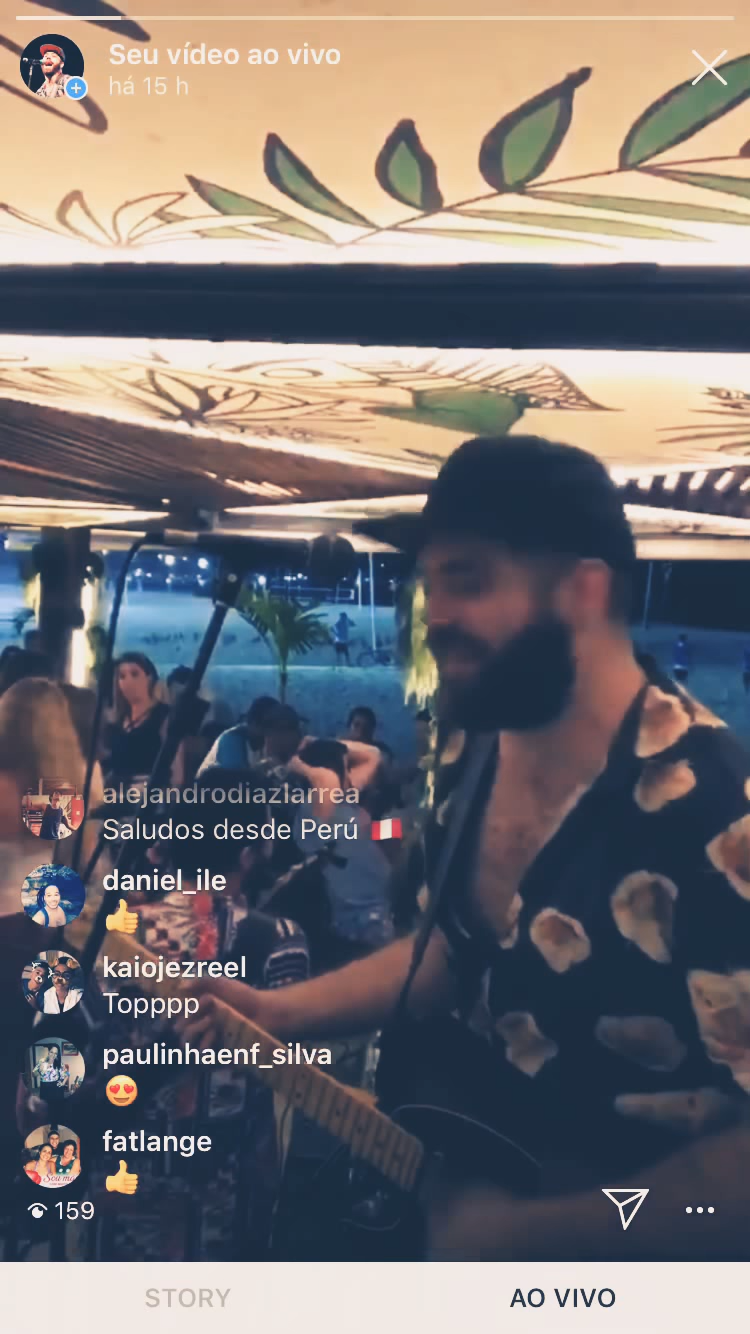 Seu vídeo ao vivo
há 15 h
alejandrodiazlarrea
Saludos desde Perú 🇵🇪
daniel_ile
👍
kaiojezreel
Topppp
paulinhaenf_silva
😍
fatlange
👍
159
STORY
AO VIVO